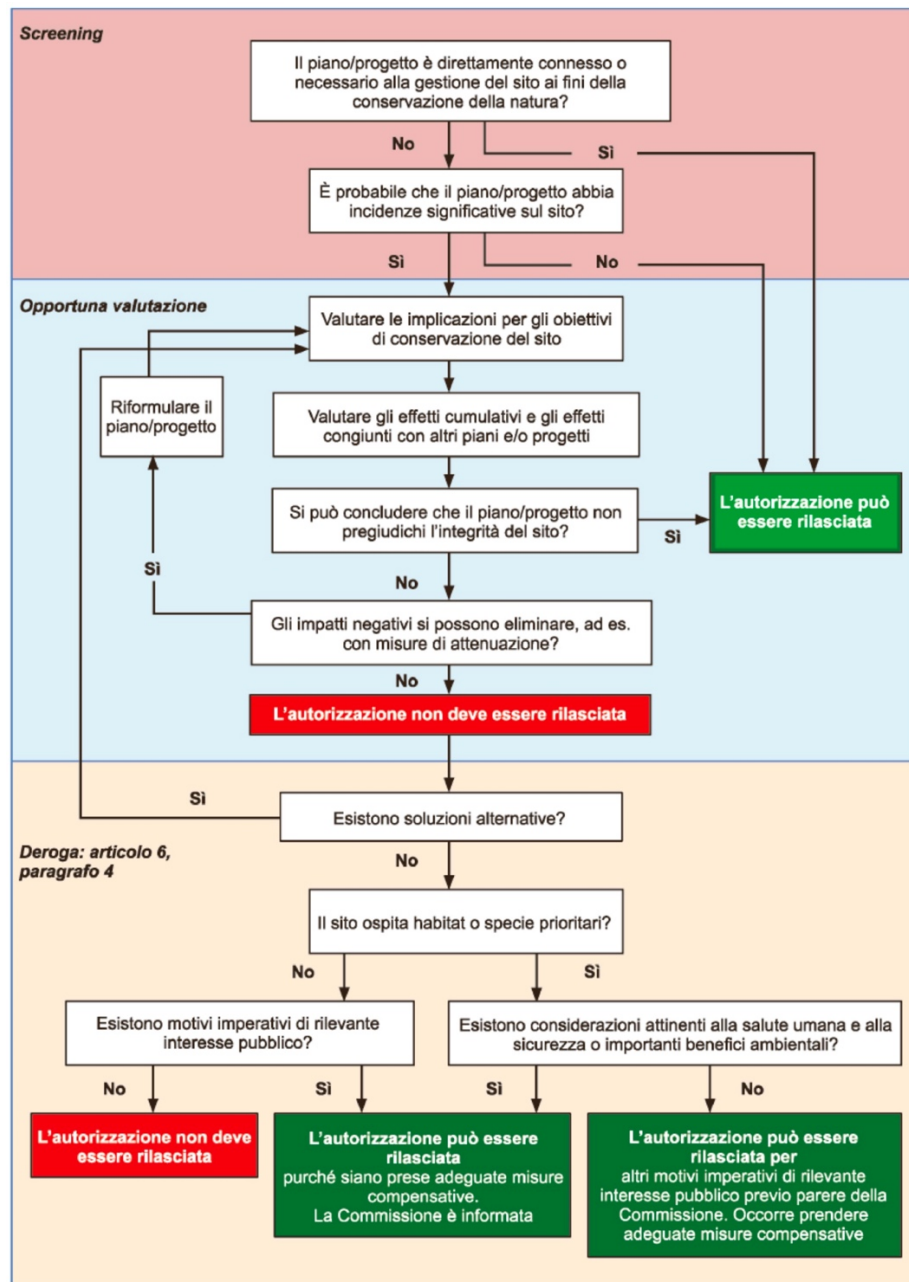 Screening
Il piano/progetto è direttamente connesso o
necessario alla gestione del sito ai fini della
conservazione della natura?
No
Sì
È probabile che il piano/progetto abbia
incidenze significative sul sito?
Sì
No
Opportuna valutazione
Valutare le implicazioni per gli obiettivi
di conservazione del sito
Riformulare il
piano/progetto
Valutare gli effetti cumulativi e gli effetti
congiunti con altri piani e/o progetti
L'autorizzazione può
essere rilasciata
Si può concludere che il piano/progetto non
pregiudichi l'integrità del sito?
Sì
Sì
No
Gli impatti negativi si possono eliminare, ad es.
con misure di attenuazione?
No
L'autorizzazione non deve essere rilasciata
Sì
Esistono soluzioni alternative?
Deroga: articolo 6,
paragrafo 4
No
Il sito ospita habitat o specie prioritari?
No
Sì
Esistono motivi imperativi di rilevante
interesse pubblico?
Esistono considerazioni attinenti alla salute umana e alla
sicurezza o importanti benefici ambientali?
No
Sì
Sì
No
L'autorizzazione non deve
essere rilasciata
L'autorizzazione può essere
rilasciata
purché siano prese adeguate misure
compensative.
La Commissione è informata
L'autorizzazione può essere
rilasciata per
altri motivi imperativi di rilevante
interesse pubblico previo parere della
Commissione. Occorre prendere
adeguate misure compensative